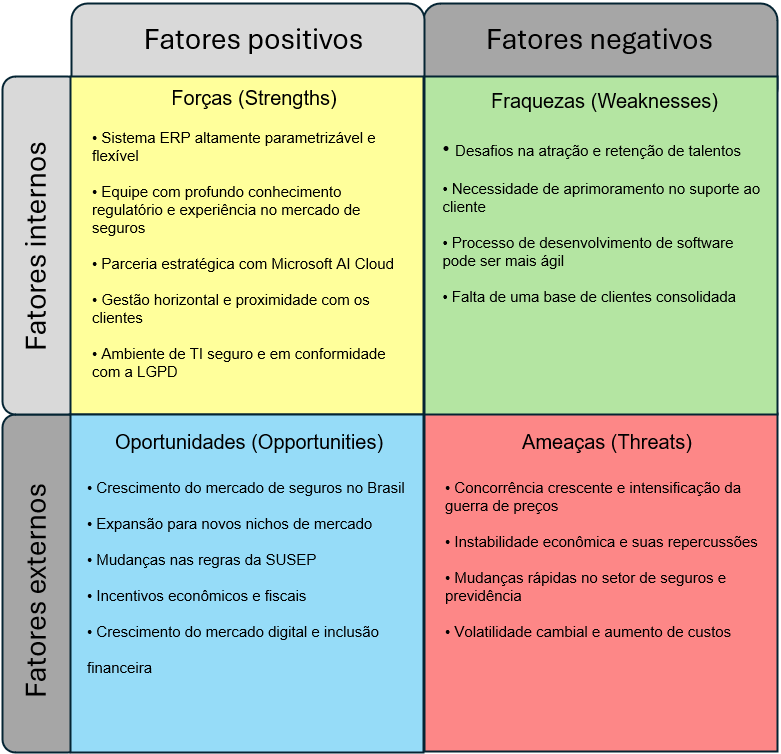 Fatores positivos
Fatores negativos
Fatores internos
Forças (Strengths)
• Sistema ERP altamente parametrizável e
flexível
• Equipe com profundo conhecimento
regulatório e experiência no mercado de
seguros
• Parceria estratégica com Microsoft AI Cloud
• Gestão horizontal e proximidade com os
clientes
• Ambiente de TI seguro e em conformidade
com a LGPD
Fraquezas (Weaknesses)
• Desafios na atração e retenção de talentos
• Necessidade de aprimoramento no suporte ao
cliente
• Processo de desenvolvimento de software
pode ser mais ágil
• Falta de uma base de clientes consolidada
Fatores externos
Oportunidades (Opportunities)
• Crescimento do mercado de seguros no Brasil
• Expansão para novos nichos de mercado
• Mudanças nas regras da SUSEP
• Incentivos econômicos e fiscais
• Crescimento do mercado digital e inclusão
financeira
Ameaças (Threats)
• Concorrência crescente e intensificação da
guerra de preços
• Instabilidade econômica e suas repercussões
• Mudanças rápidas no setor de seguros e
previdência
• Volatilidade cambial e aumento de custos